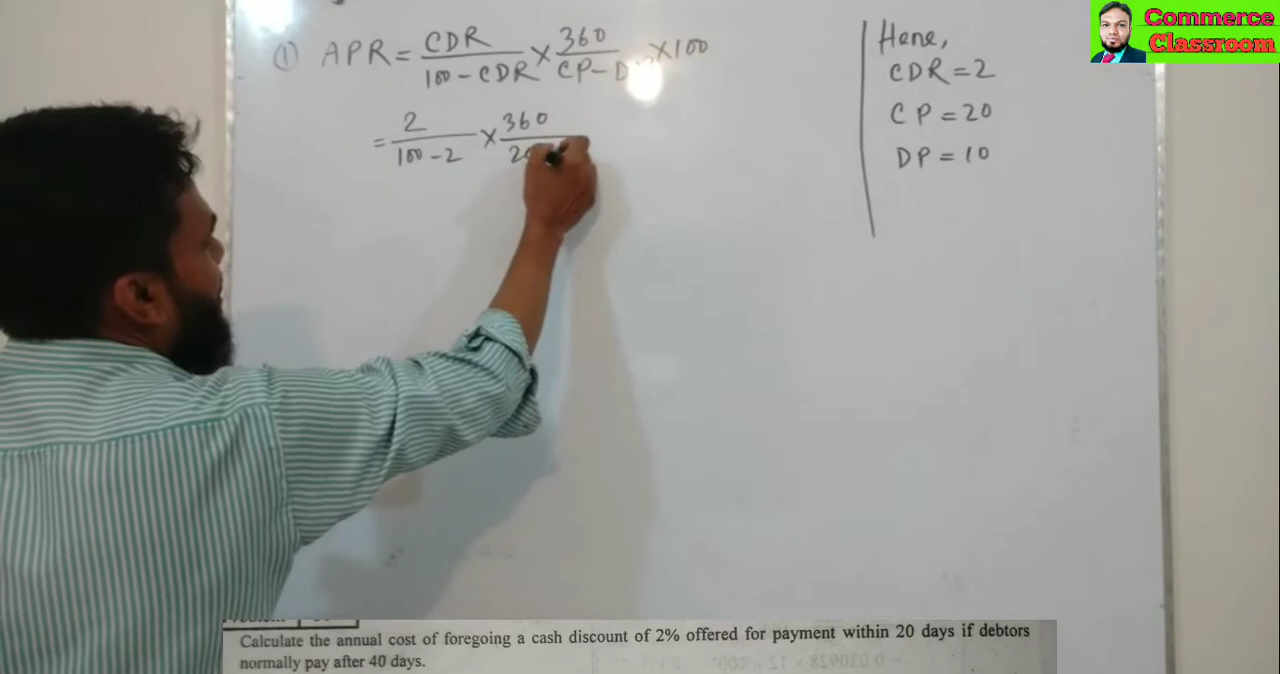 ① APR = CDR / 100 - CDR × 360 / CP - D × 100
= 2 / 100 - 2 × 360
Here,
CDR = 2
CP = 20
DP = 10
Commerce
Classroom
Calculate the annual cost of foregoing a cash discount of 2% offered for payment within 20 days if debtors
normally pay after 40 days.